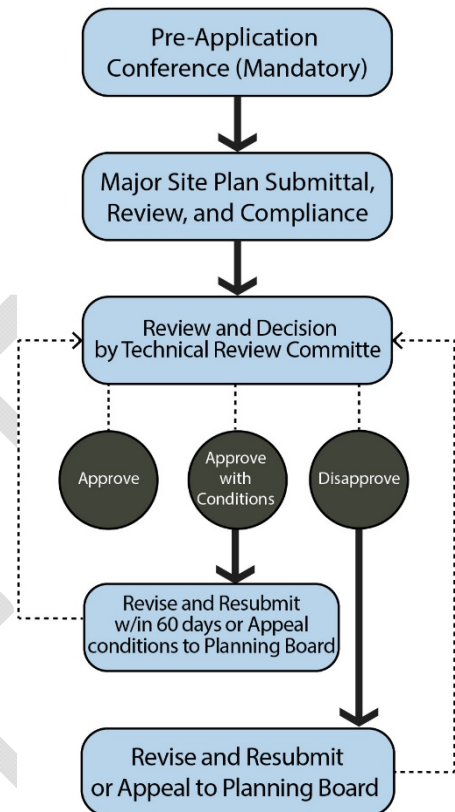 Pre-Application
Conference (Mandatory)
Major Site Plan Submittal,
Review, and Compliance
Review and Decision
by Technical Review Committe
Approve
Approve
with
Conditions
Disapprove
Revise and Resubmit
w/in 60 days or Appeal
conditions to Planning Board
Revise and Resubmit
or Appeal to Planning Board